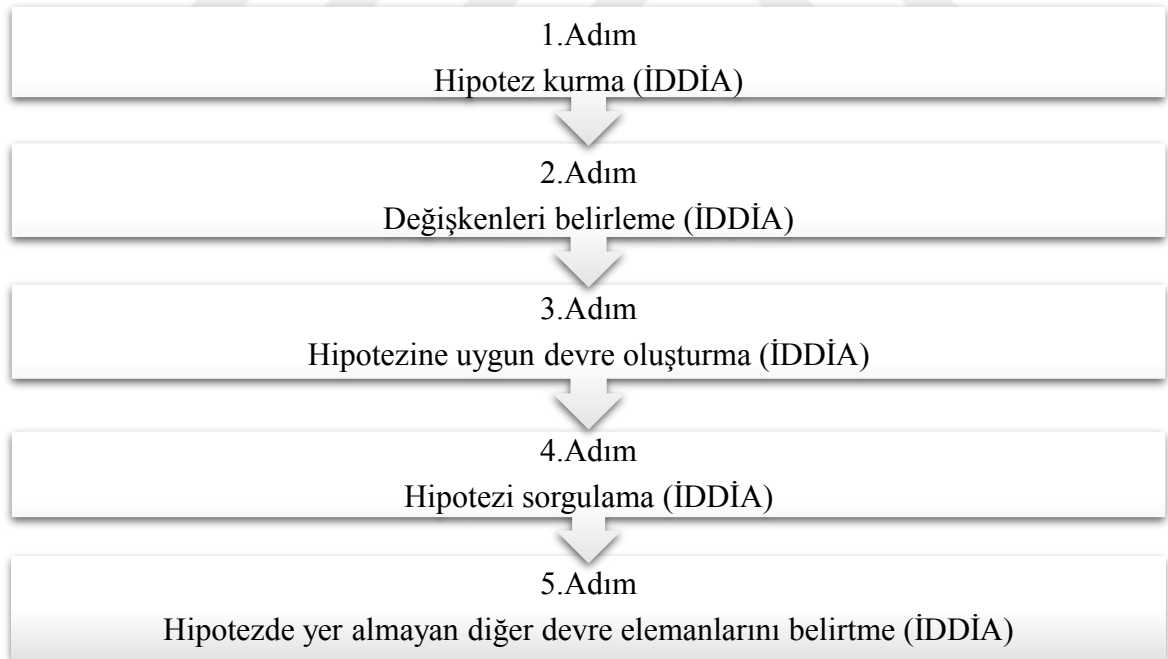 1.Adım
Hipotez kurma (İDDİA)
2.Adım
Değişkenleri belirleme (İDDİA)
3.Adım
Hipotezine uygun devre oluşturma (İDDİA)
4.Adım
Hipotezi sorgulama (İDDİA)
5.Adım
Hipotezde yer almayan diğer devre elemanlarını belirtme (İDDİA)